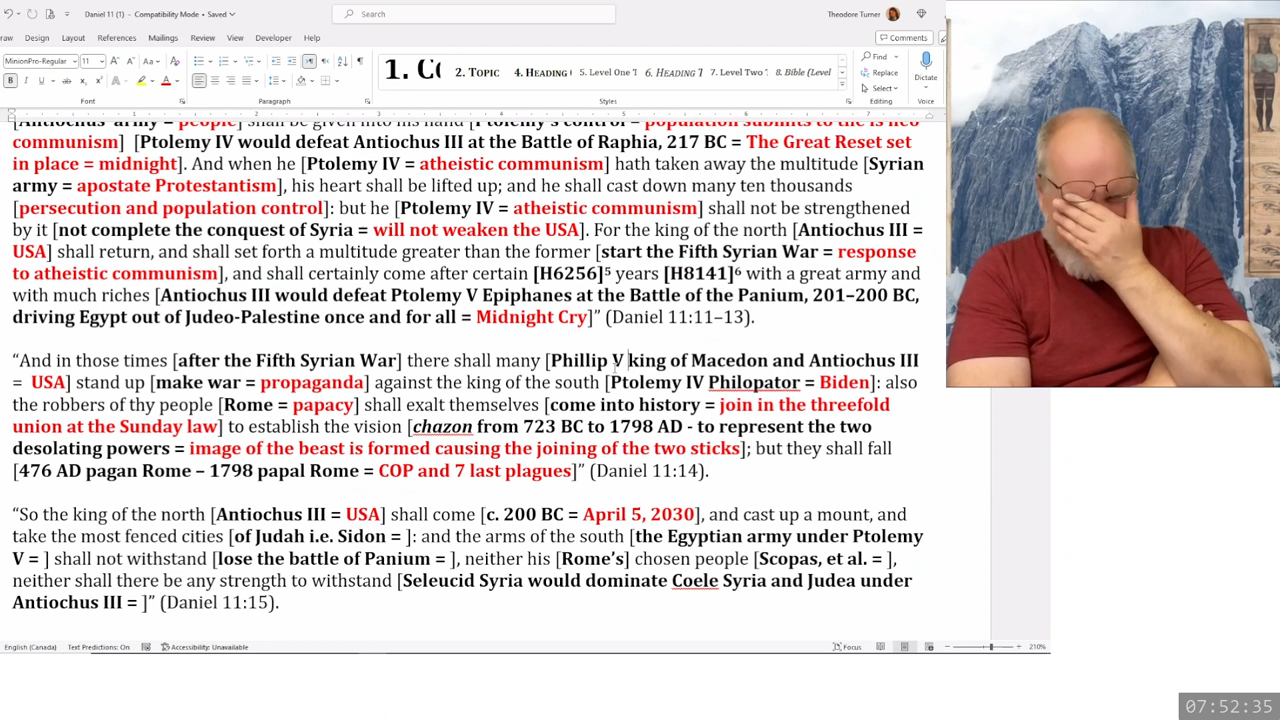 Daniel 11 (1) - Compatibility Mode • Saved
Search
Theodore Turner
Draw Design Layout References Mailings Review View Developer Help
Comments
MinionPro-Regular 11
1. Co 2. TOPIC 4. HEADING 5. Level One 6. HEADING 7. Level Two 8. Bible (Level
Find
Replace
Select
Dictate
Font Paragraph Styles Editing Voice
communism] [Ptolemy IV would defeat Antiochus III at the Battle of Raphia, 217 BC = The Great Reset set
in place = midnight]. And when he [Ptolemy IV = atheistic communism] hath taken away the multitude [Syrian
army = apostate Protestantism], his heart shall be lifted up; and he shall cast down many ten thousands
[persecution and population control]: but he [Ptolemy IV = atheistic communism] shall not be strengthened
by it [not complete the conquest of Syria = will not weaken the USA]. For the king of the north [Antiochus III =
USA] shall return, and shall set forth a multitude greater than the former [start the Fifth Syrian War = response
to atheistic communism], and shall certainly come after certain [H6256]5 years [H8141]6 with a great army and
with much riches [Antiochus III would defeat Ptolemy V Epiphanes at the Battle of the Panium, 201–200 BC,
driving Egypt out of Judeo-Palestine once and for all = Midnight Cry]” (Daniel 11:11–13).
“And in those times [after the Fifth Syrian War] there shall many [Phillip V king of Macedon and Antiochus III
= USA] stand up [make war = propaganda] against the king of the south [Ptolemy IV Philopator = Biden]: also
the robbers of thy people [Rome = papacy] shall exalt themselves [come into history = join in the threefold
union at the Sunday law] to establish the vision [chazon from 723 BC to 1798 AD - to represent the two
desolating powers = image of the beast is formed causing the joining of the two sticks]; but they shall fall
[476 AD pagan Rome – 1798 papal Rome = COP and 7 last plagues]” (Daniel 11:14).
“So the king of the north [Antiochus III = USA] shall come [c. 200 BC = April 5, 2030], and cast up a mount, and
take the most fenced cities [of Judah i.e. Sidon = ]: and the arms of the south [the Egyptian army under Ptolemy
V = ] shall not withstand [lose the battle of Panium = ], neither his [Rome’s] chosen people [Scopas, et al. = ],
neither shall there be any strength to withstand [Seleucid Syria would dominate Coele Syria and Judea under
Antiochus III = ]” (Daniel 11:15).
English (Canada) Text Predictions: On Accessibility: Unavailable Focus 210%
07:52:35